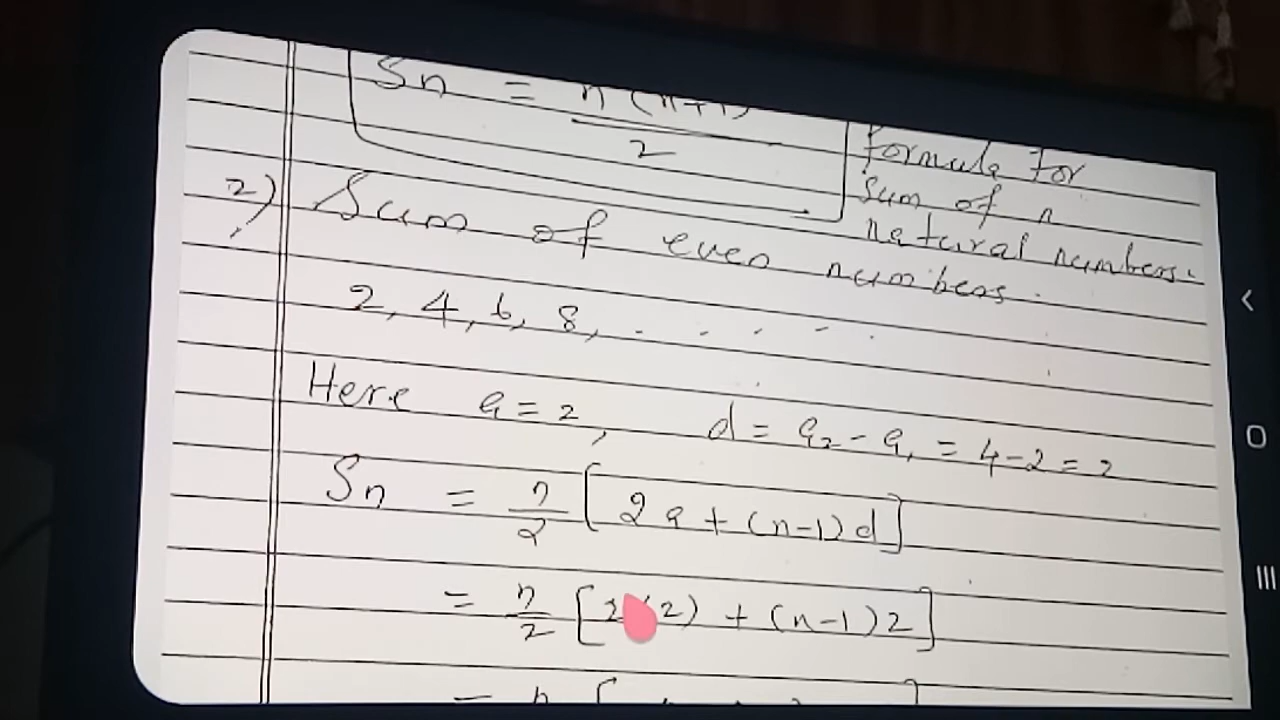 Sn = n(n+1)
2
formula for
sum of n
natural numbers.
2) Sum of even numbers.
2, 4, 6, 8, . . . . .
Here a = 2, d = a₂ - a₁ = 4-2 = 2
Sn = n/2 [2a + (n-1)d]
= n/2 [2(2) + (n-1)2]